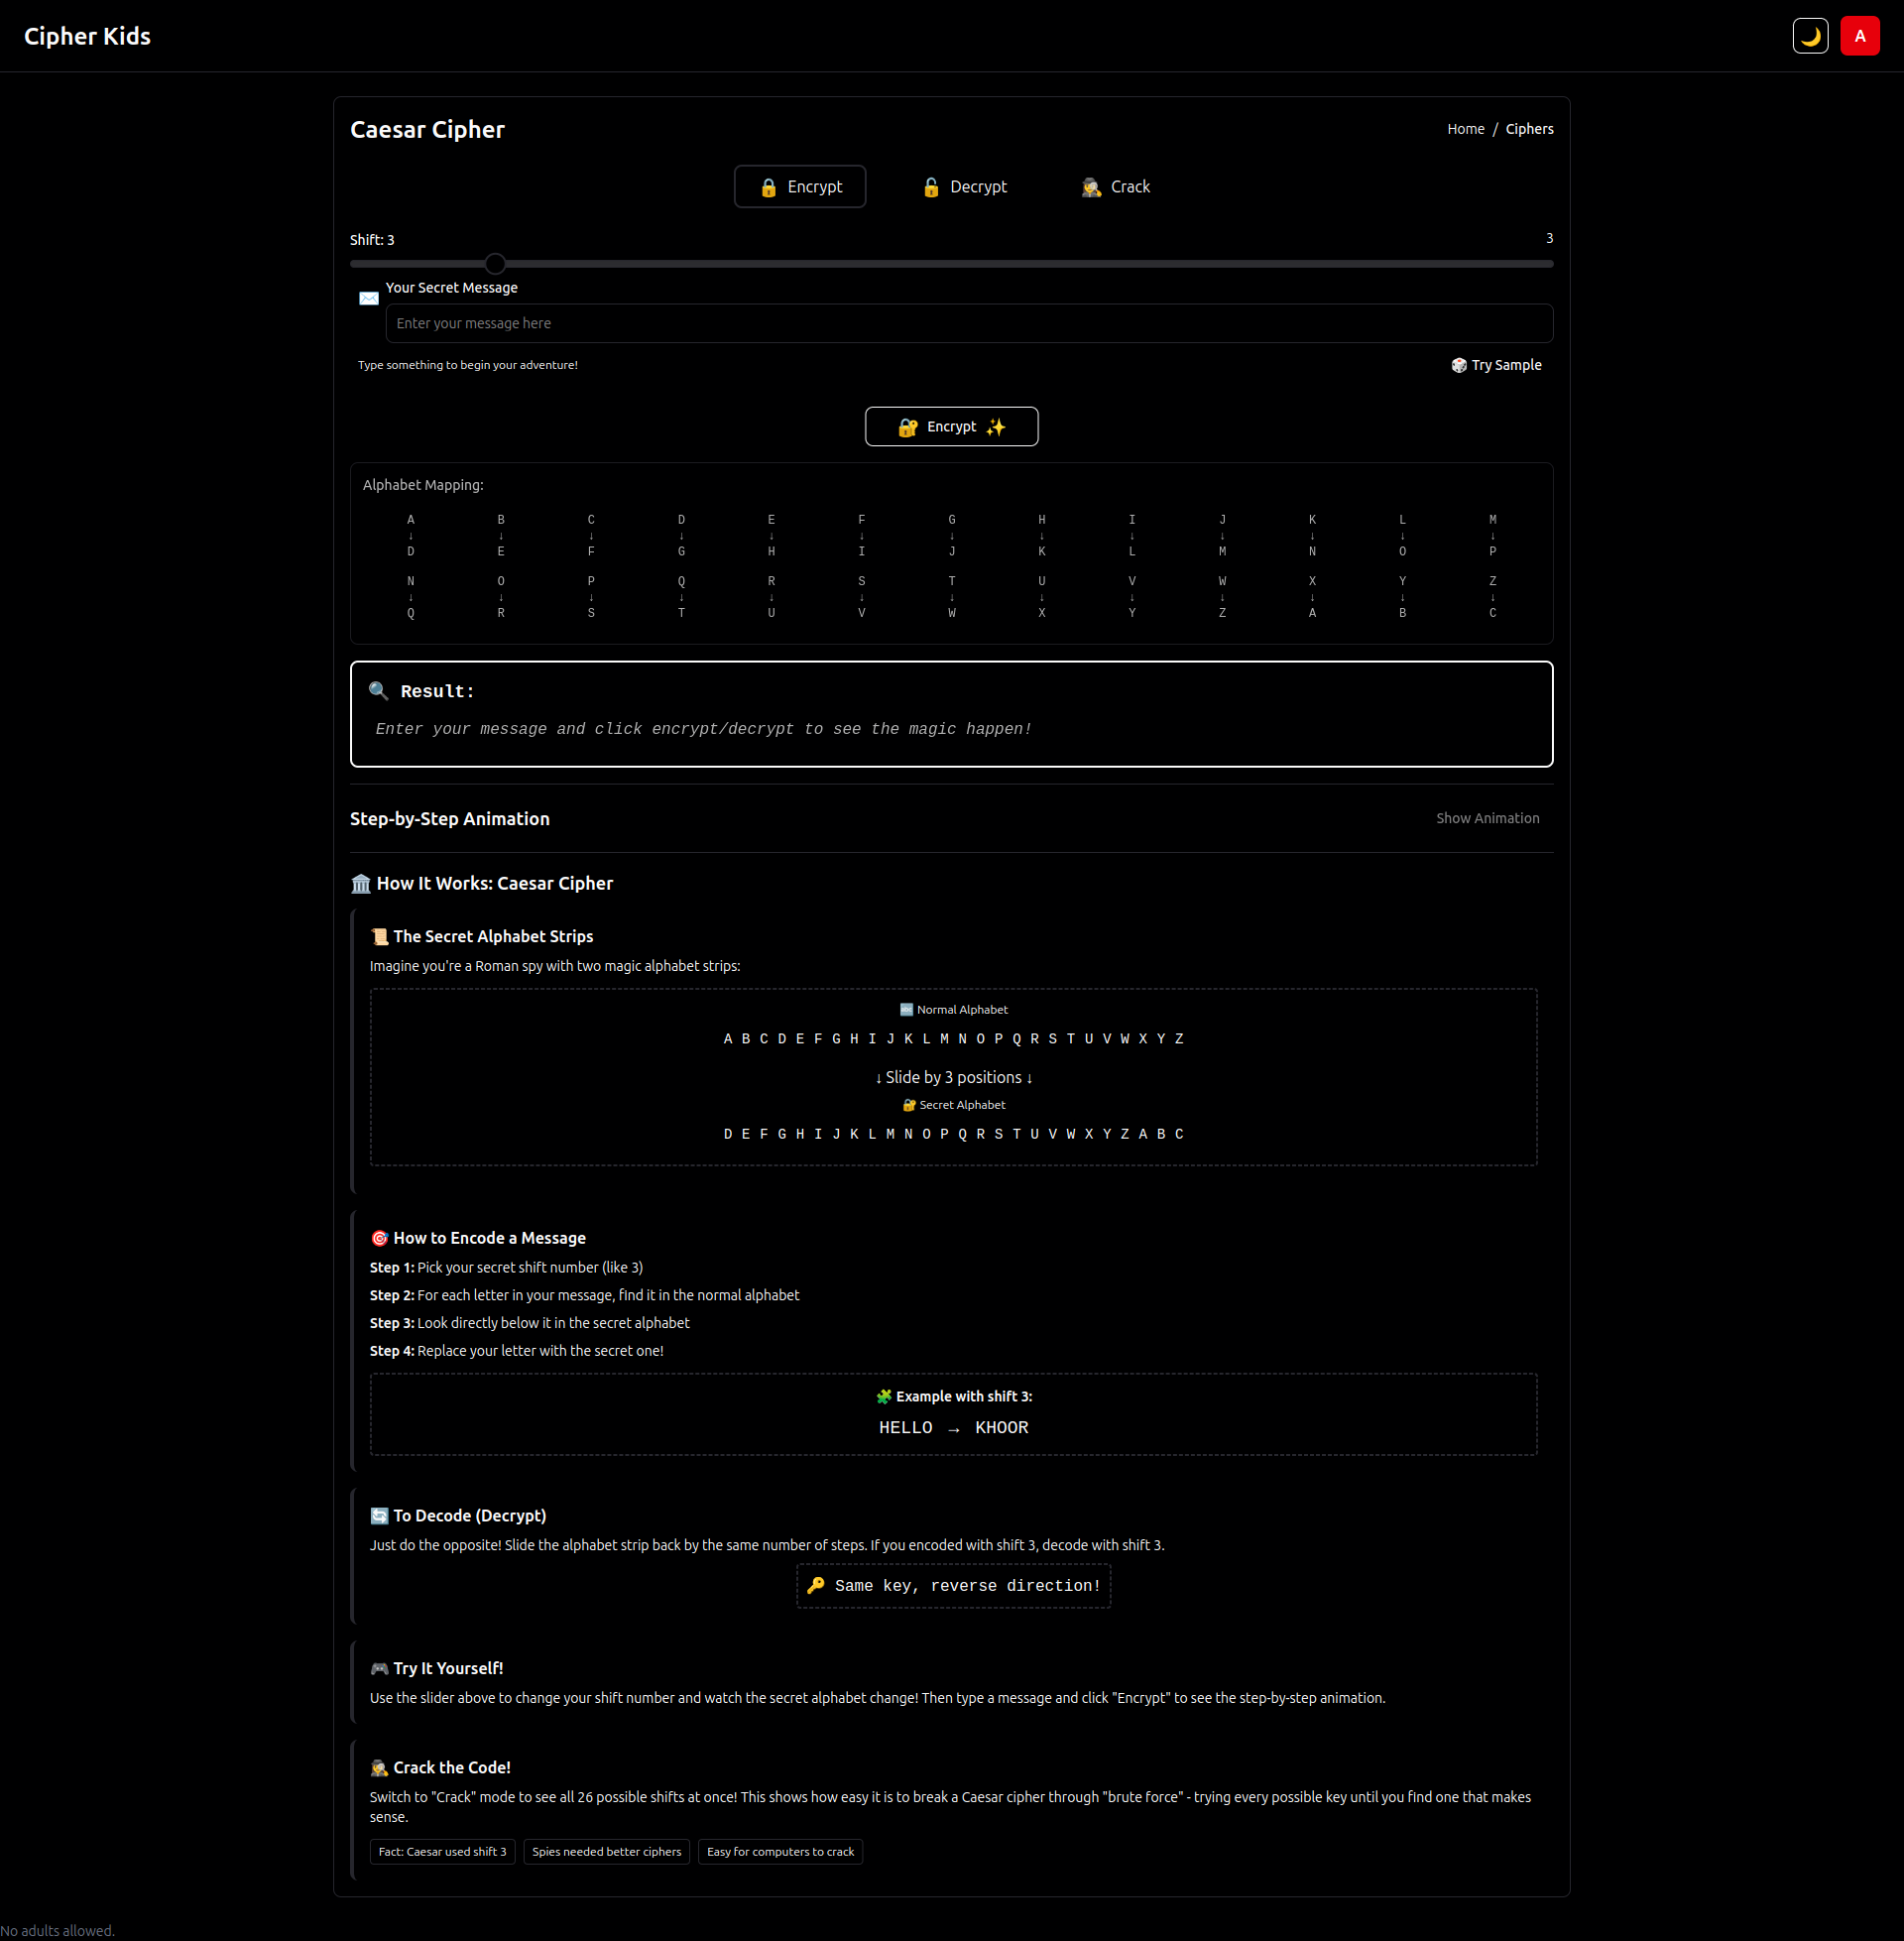 Cipher Kids
A
Caesar Cipher
Home / Ciphers
Encrypt
Decrypt
Crack
Shift: 3
3
Your Secret Message
Enter your message here
Type something to begin your adventure!
Try Sample
Encrypt
Alphabet Mapping:
A B C D E F G H I J K L M
↓ ↓ ↓ ↓ ↓ ↓ ↓ ↓ ↓ ↓ ↓ ↓ ↓
D E F G H I J K L M N O P
N O P Q R S T U V W X Y Z
↓ ↓ ↓ ↓ ↓ ↓ ↓ ↓ ↓ ↓ ↓ ↓ ↓
Q R S T U V W X Y Z A B C
Result:
Enter your message and click encrypt/decrypt to see the magic happen!
Step-by-Step Animation
Show Animation
How It Works: Caesar Cipher
The Secret Alphabet Strips
Imagine you're a Roman spy with two magic alphabet strips:
Normal Alphabet
A B C D E F G H I J K L M N O P Q R S T U V W X Y Z
↓ Slide by 3 positions ↓
Secret Alphabet
D E F G H I J K L M N O P Q R S T U V W X Y Z A B C
How to Encode a Message
Step 1: Pick your secret shift number (like 3)
Step 2: For each letter in your message, find it in the normal alphabet
Step 3: Look directly below it in the secret alphabet
Step 4: Replace your letter with the secret one!
Example with shift 3:
HELLO → KHOOR
To Decode (Decrypt)
Just do the opposite! Slide the alphabet strip back by the same number of steps. If you encoded with shift 3, decode with shift 3.
Same key, reverse direction!
Try It Yourself!
Use the slider above to change your shift number and watch the secret alphabet change! Then type a message and click "Encrypt" to see the step-by-step animation.
Crack the Code!
Switch to "Crack" mode to see all 26 possible shifts at once! This shows how easy it is to break a Caesar cipher through "brute force" - trying every possible key until you find one that makes
sense.
Fact: Caesar used shift 3
Spies needed better ciphers
Easy for computers to crack
No adults allowed.